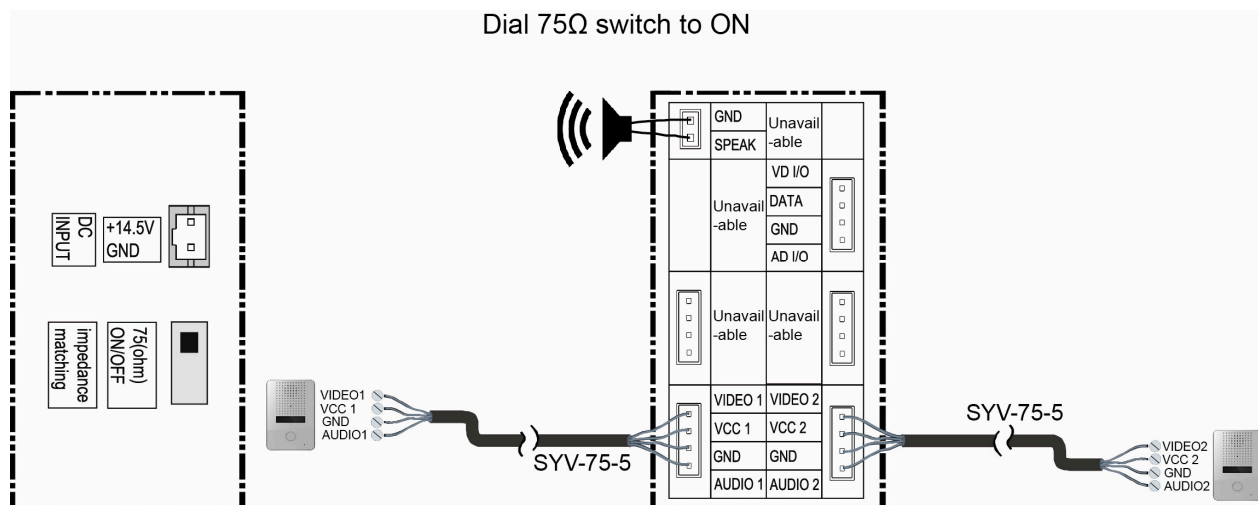 Dial 75Ω switch to ON
DC
INPUT
+14.5V
GND
impedance
matching
75(ohm)
ON/OFF
VIDEO1
VCC 1
GND
AUDIO1
SYV-75-5
GND
SPEAK
Unavail
-able
Unavail
-able
VD I/O
DATA
GND
AD I/O
Unavail
-able
Unavail
-able
VIDEO 1
VIDEO 2
VCC 1
VCC 2
GND
GND
AUDIO 1
AUDIO 2
SYV-75-5
VIDEO2
VCC 2
GND
AUDIO2